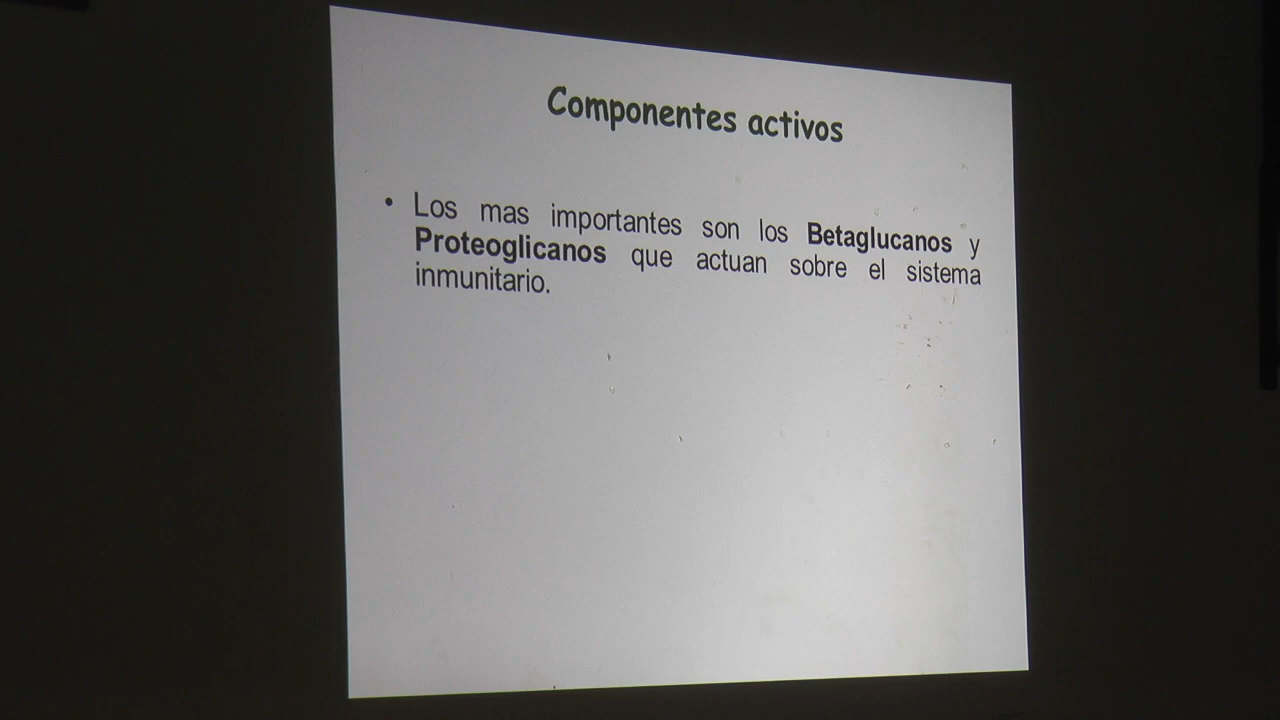 Componentes activos
• Los mas importantes son los Betaglucanos y
Proteoglicanos que actuan sobre el sistema
inmunitario.